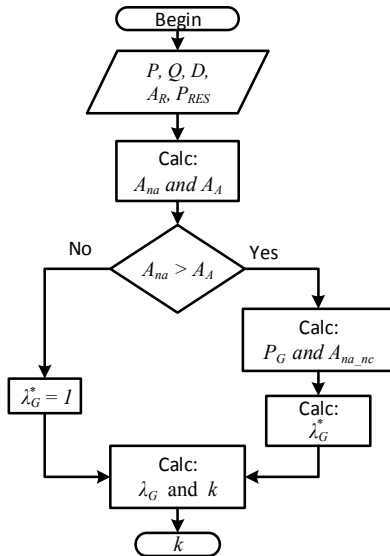 Begin
P, Q, D,
A_R, P_RES
Calc:
A_na and A_A
No
A_na > A_A
Yes
Calc:
P_G and A_na_nc
λ*_G = 1
Calc:
λ*_G
Calc:
λ_G and k
k